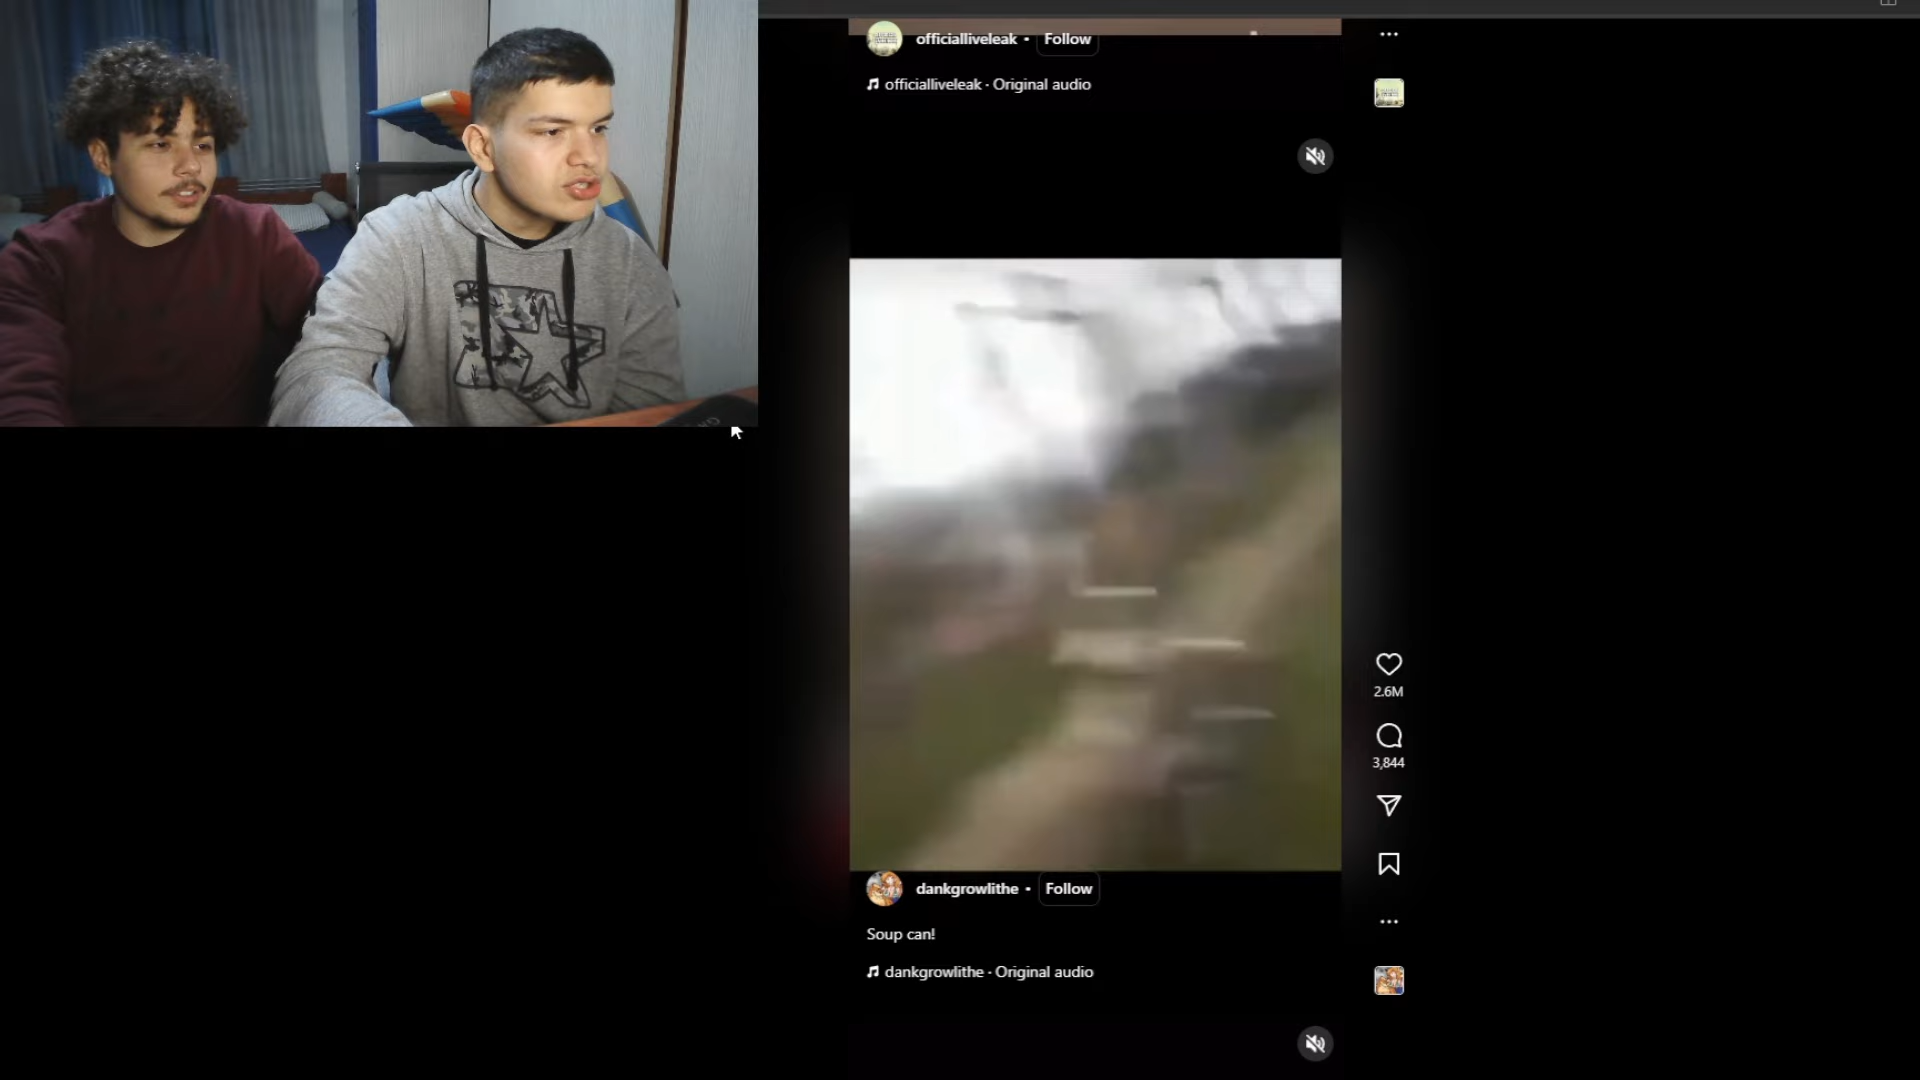 officialliveleak • Follow
officialliveleak · Original audio
2.6M
3,844
dankgrowlithe • Follow
Soup can!
dankgrowlithe · Original audio